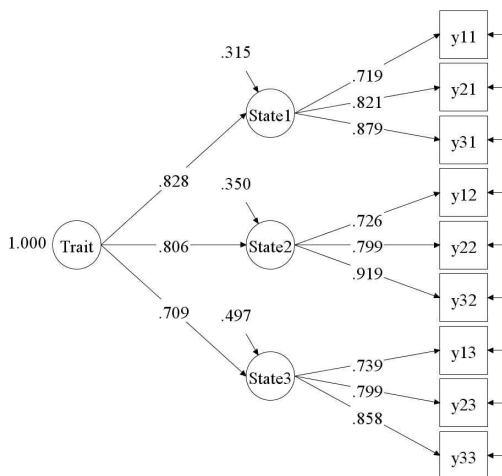 y11
.315
.719
y21
State1
.821
.879
y31
.828
.350
.726
y12
1.000
Trait
.806
State2
.799
y22
.919
y32
.709
.497
.739
y13
State3
.799
y23
.858
y33